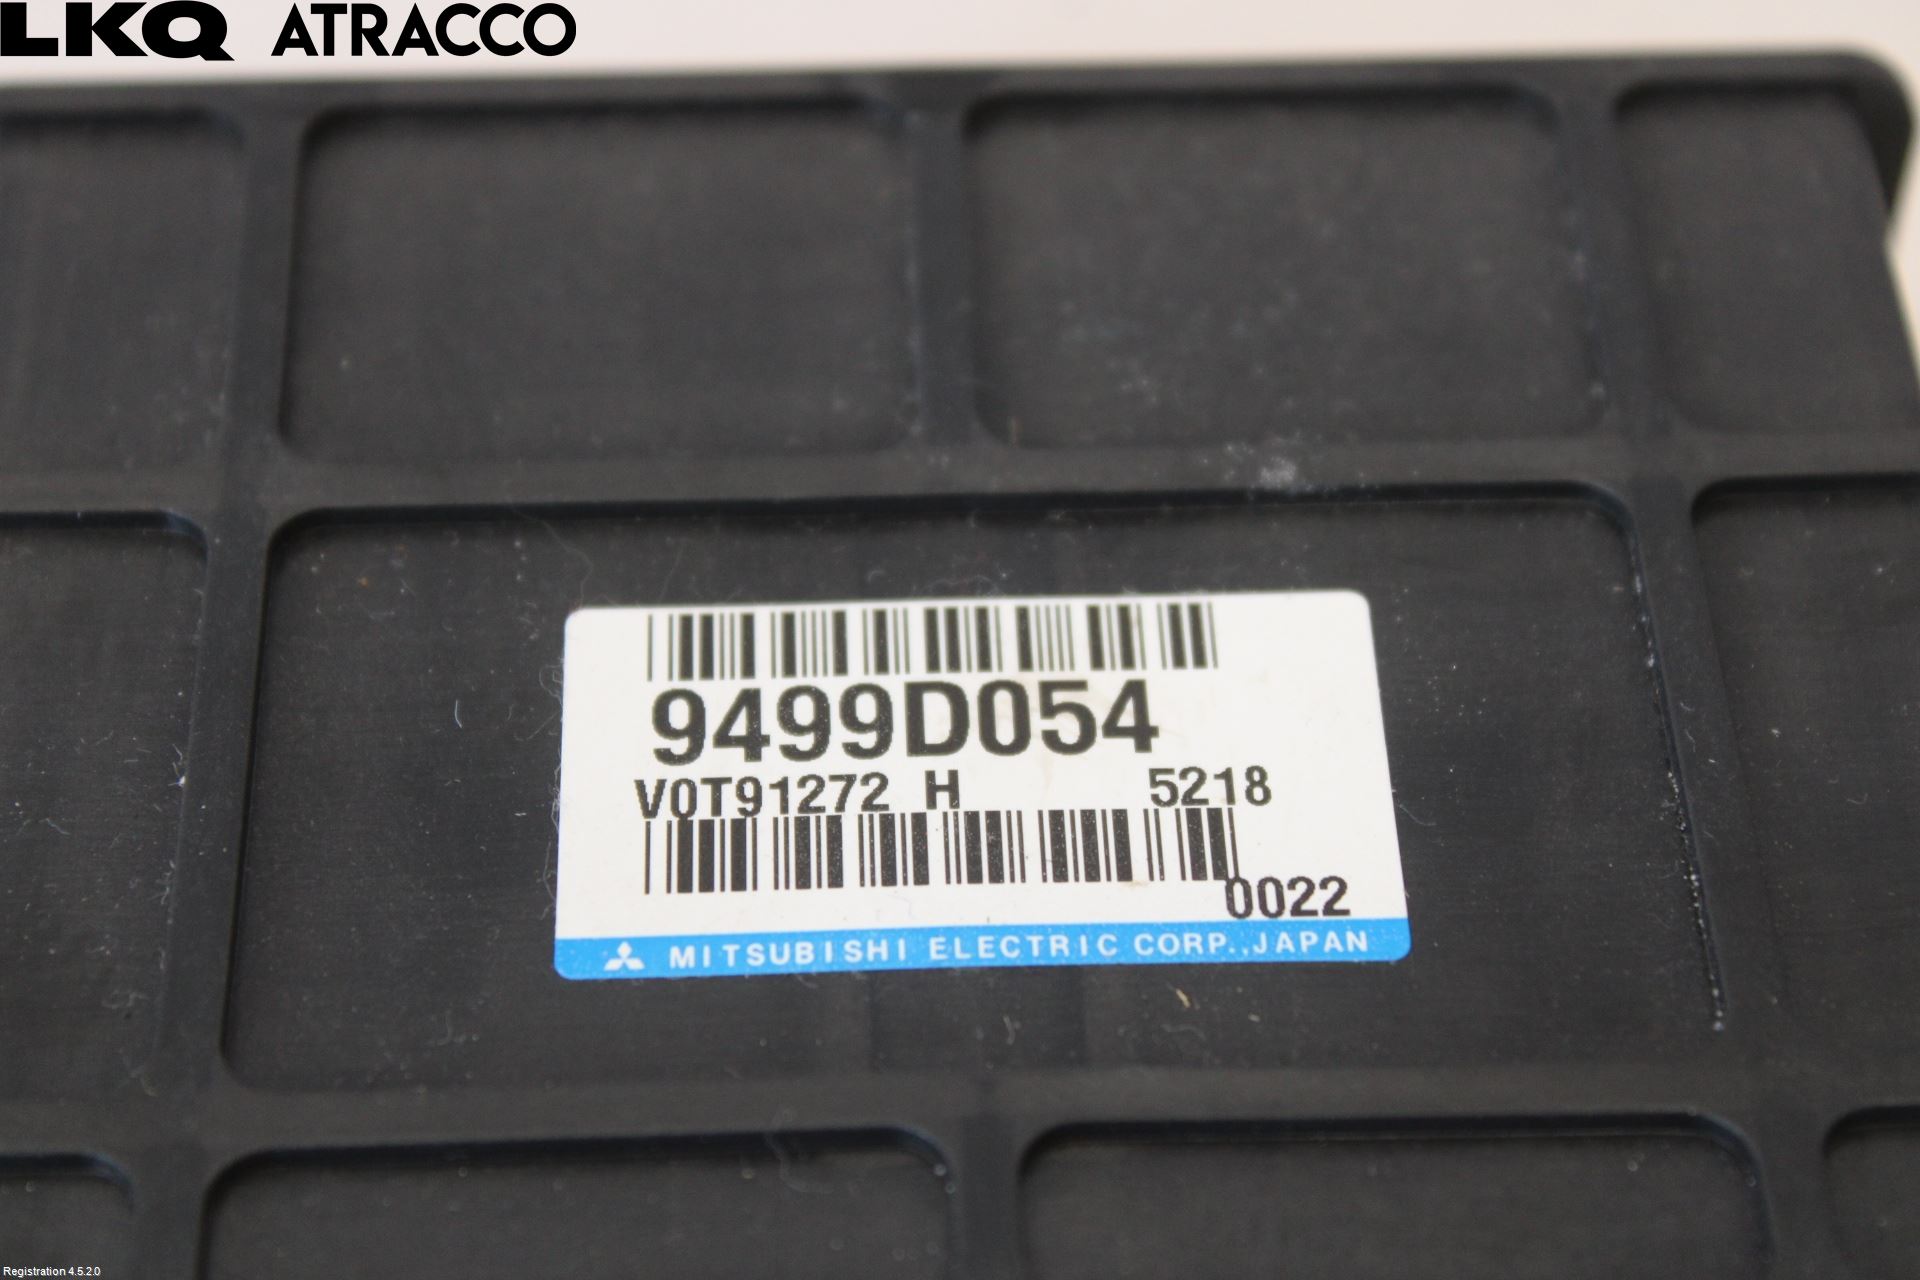 LKQ ATRACCO
9499D054
V0T91272 H 5218
0022
MITSUBISHI ELECTRIC CORP.,JAPAN
Registration 4.5.2.0